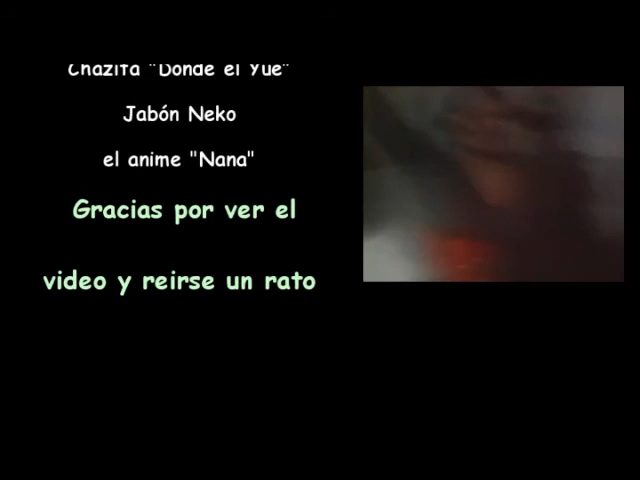 Chazita "Donde el Yue"
Jabón Neko
el anime "Nana"
Gracias por ver el
video y reirse un rato